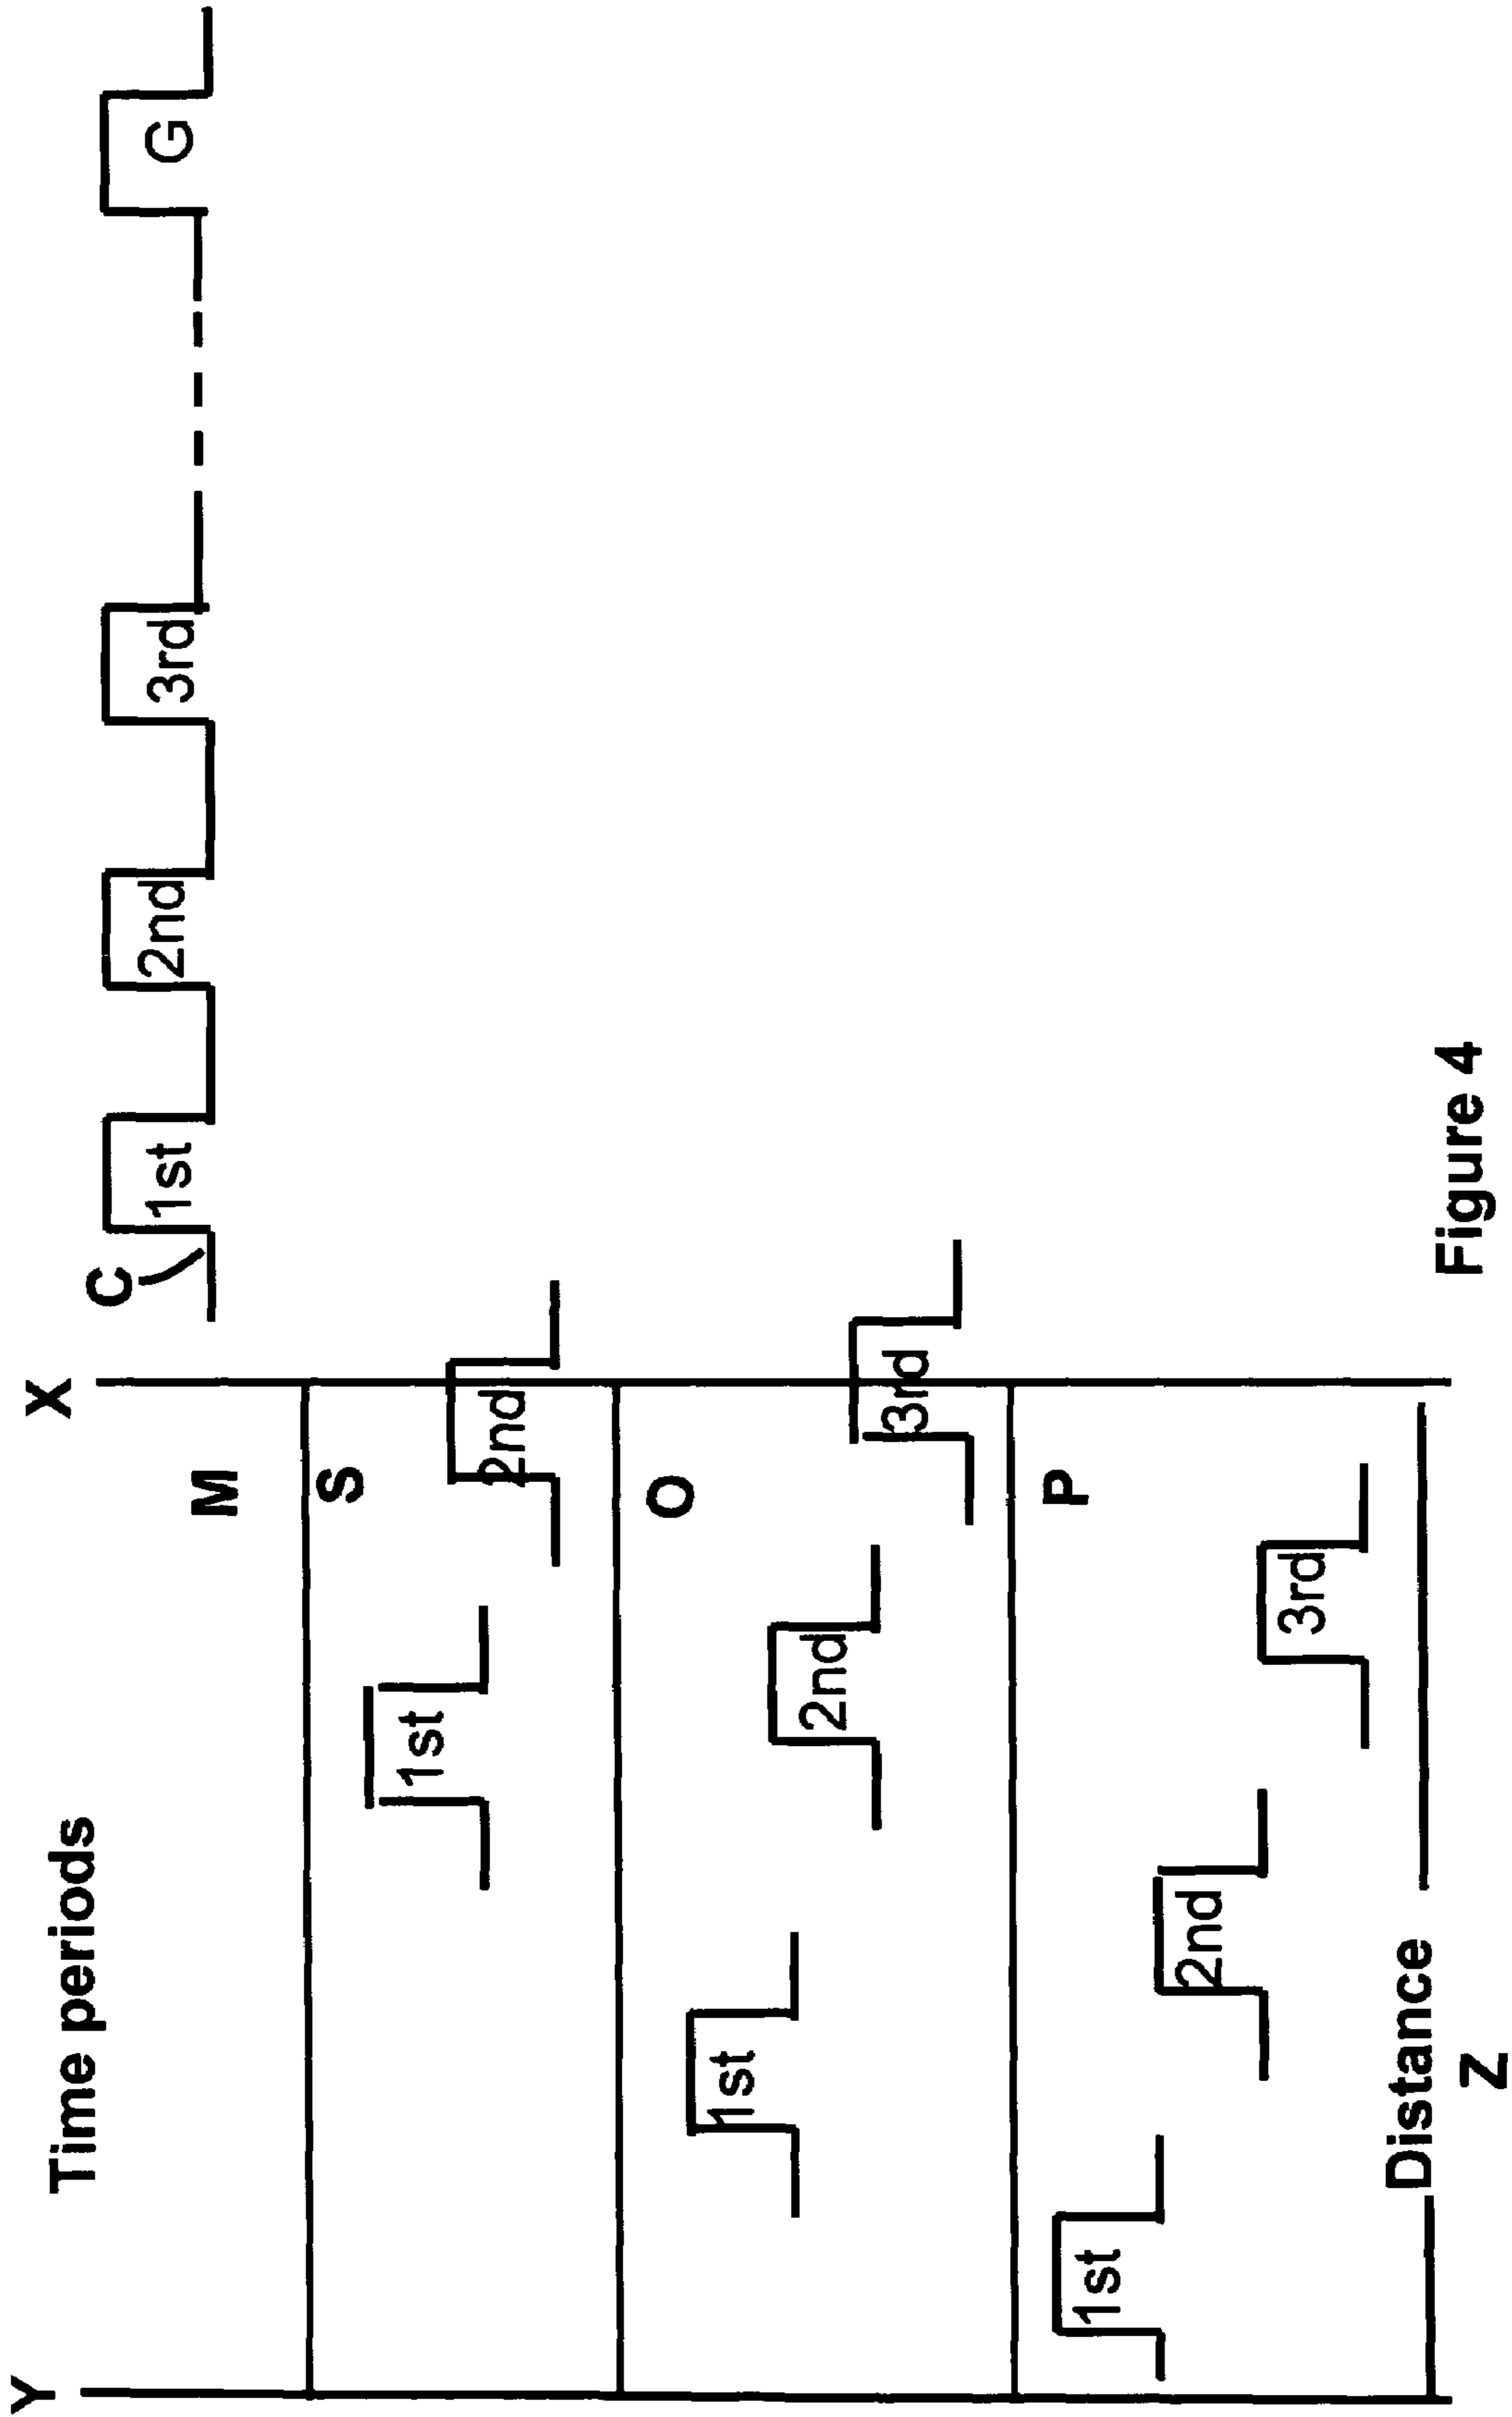 Y
Time periods
X
C
1st
2nd
3rd
G
M
S
1st
2nd
O
1st
2nd
3rd
P
1st
2nd
3rd
Distance
Z
Figure 4